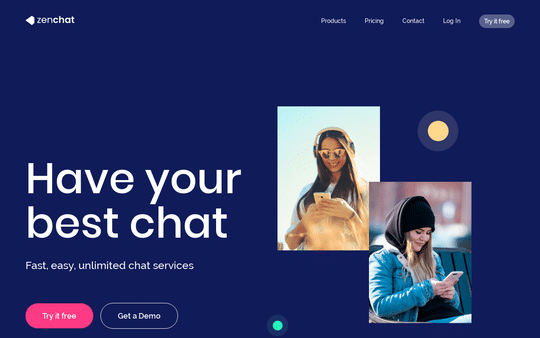 zenchat
Products
Pricing
Contact
Log In
Try it free
Have your
best chat
Fast, easy, unlimited chat services
Try it free
Get a Demo